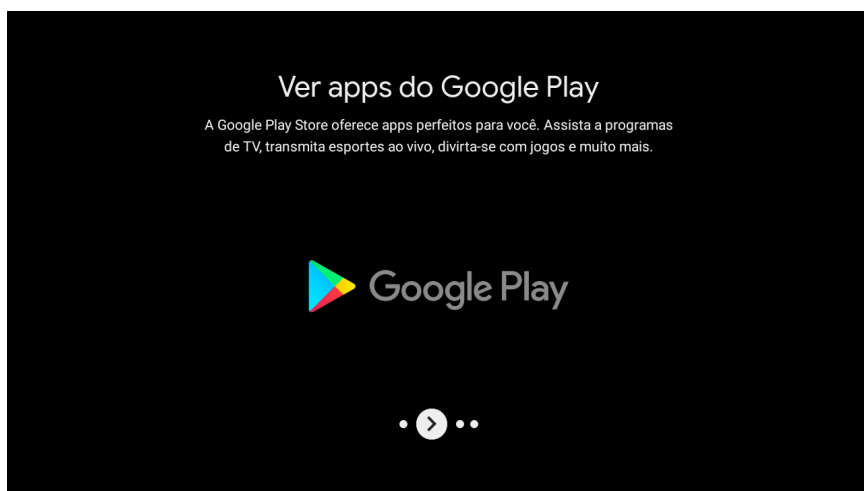 Ver apps do Google Play
A Google Play Store oferece apps perfeitos para você. Assista a programas
de TV, transmita esportes ao vivo, divirta-se com jogos e muito mais.
Google Play